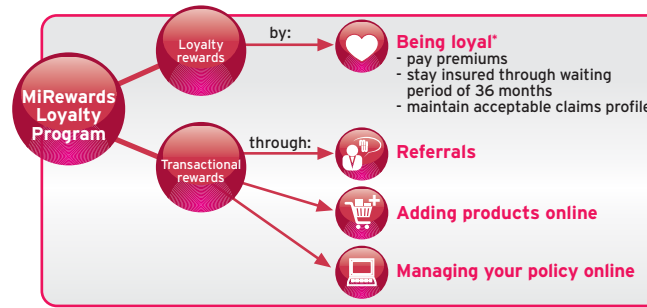 MiRewards
Loyalty
Program
Loyalty
rewards
by:
Being loyal*
- pay premiums
- stay insured through waiting
period of 36 months
- maintain acceptable claims profile
Transactional
rewards
through:
Referrals
Adding products online
Managing your policy online